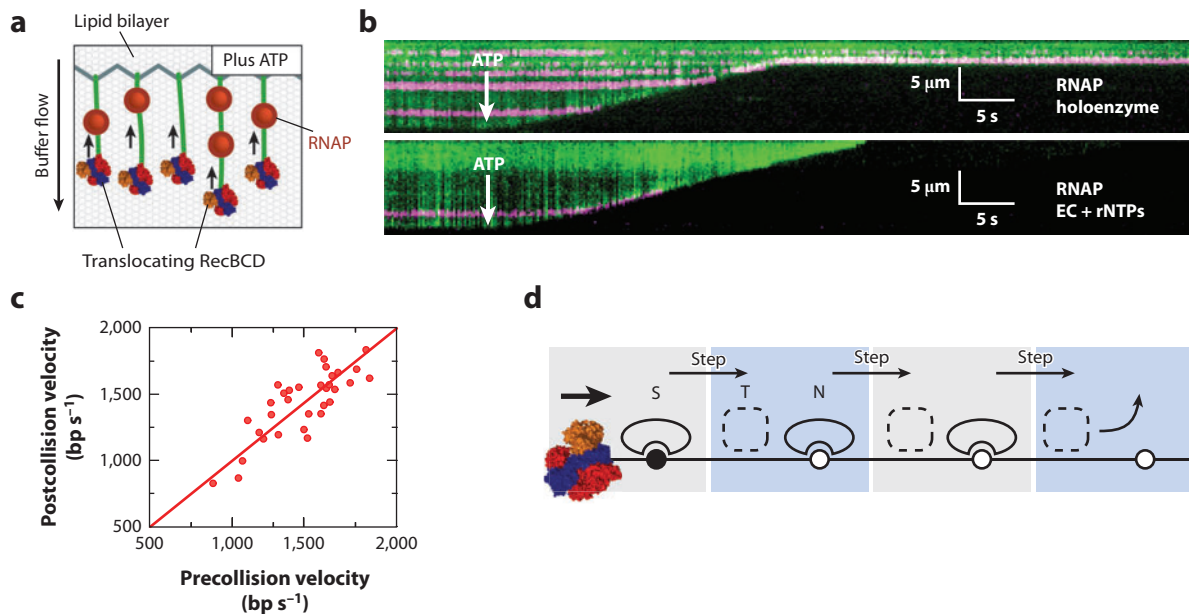 a
Lipid bilayer
Plus ATP
Buffer flow
RNAP
Translocating RecBCD
b
ATP
5 μm
5 s
RNAP
holoenzyme
ATP
5 μm
5 s
RNAP
EC + rNTPs
c
Postcollision velocity
(bp s⁻¹)
2,000
1,500
1,000
500
500
1,000
1,500
2,000
Precollision velocity
(bp s⁻¹)
d
Step
Step
Step
S
T
N